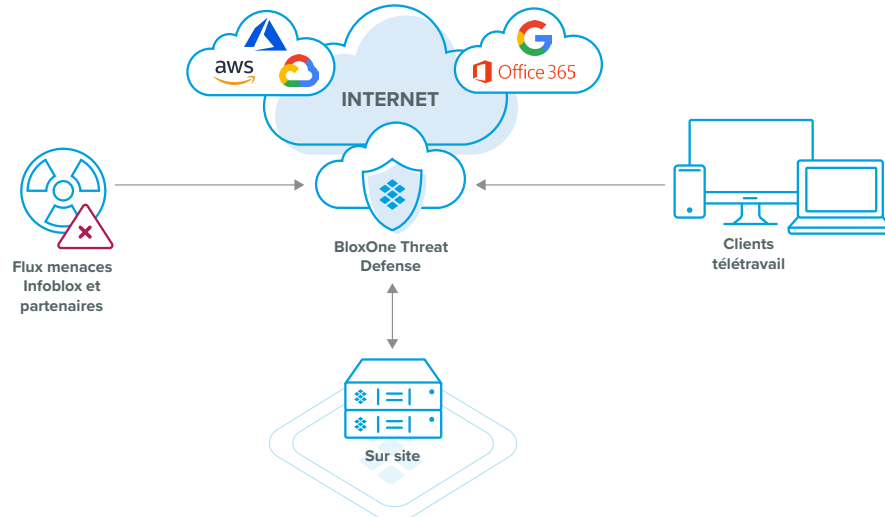 aws
Office 365
INTERNET
BloxOne Threat
Defense
Flux menaces
Infoblox et
partenaires
Clients
télétravail
Sur site